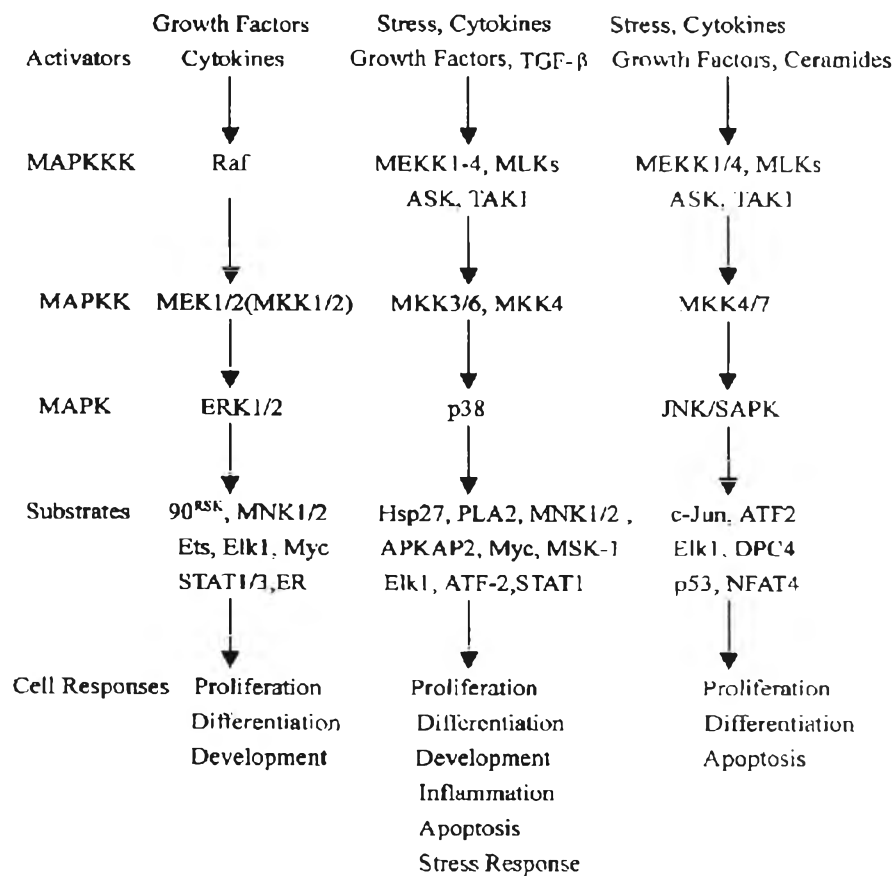 Growth Factors Stress, Cytokines Stress, Cytokines
Activators Cytokines Growth Factors, TGF-β Growth Factors, Ceramides
MAPKKK Raf MEKK1-4, MLKs MEKK1/4, MLKs
ASK, TAK1 ASK, TAK1
MAPKK MEK1/2(MKK1/2) MKK3/6, MKK4 MKK4/7
MAPK ERK1/2 p38 JNK/SAPK
Substrates 90RSK, MNK1/2 Hsp27, PLA2, MNK1/2 , c-Jun, ATF2
Ets, Elk1, Myc APKAP2, Myc, MSK-1 Elk1, DPC4
STAT1/3,ER Elk1, ATF-2,STAT1 p53, NFAT4
Cell Responses Proliferation Proliferation Proliferation
Differentiation Differentiation Differentiation
Development Development Apoptosis
Inflammation
Apoptosis
Stress Response